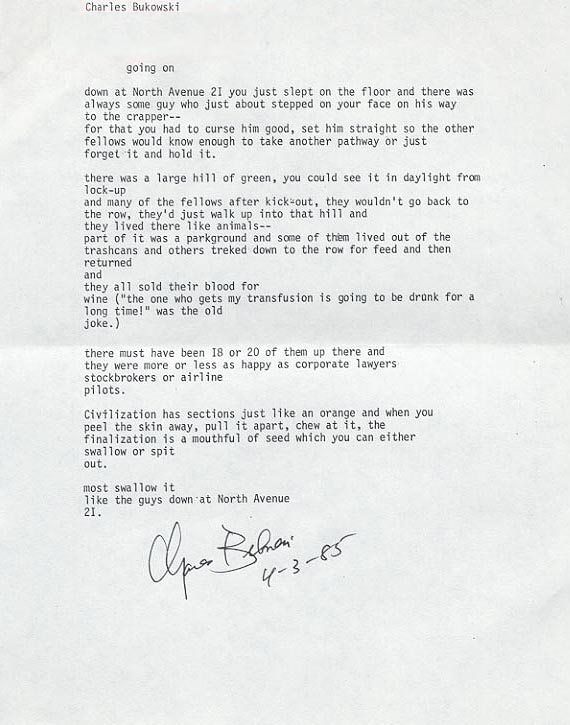 Charles Bukowski
going on
down at North Avenue 2I you just slept on the floor and there was
always some guy who just about stepped on your face on his way
to the crapper--
for that you had to curse him good, set him straight so the other
fellows would know enough to take another pathway or just
forget it and hold it.
there was a large hill of green, you could see it in daylight from
lock-up
and many of the fellows after kick-out, they wouldn't go back to
the row, they'd just walk up into that hill and
they lived there like animals--
part of it was a parkground and some of them lived out of the
trashcans and others treked down to the row for feed and then
returned
and
they all sold their blood for
wine ("the one who gets my transfusion is going to be drunk for a
long time!" was the old
joke.)
there must have been I8 or 20 of them up there and
they were more or less as happy as corporate lawyers
stockbrokers or airline
pilots.
Civilization has sections just like an orange and when you
peel the skin away, pull it apart, chew at it, the
finalization is a mouthful of seed which you can either
swallow or spit
out.
most swallow it
like the guys down at North Avenue
2I.
Charles Bukowski
4-3-85